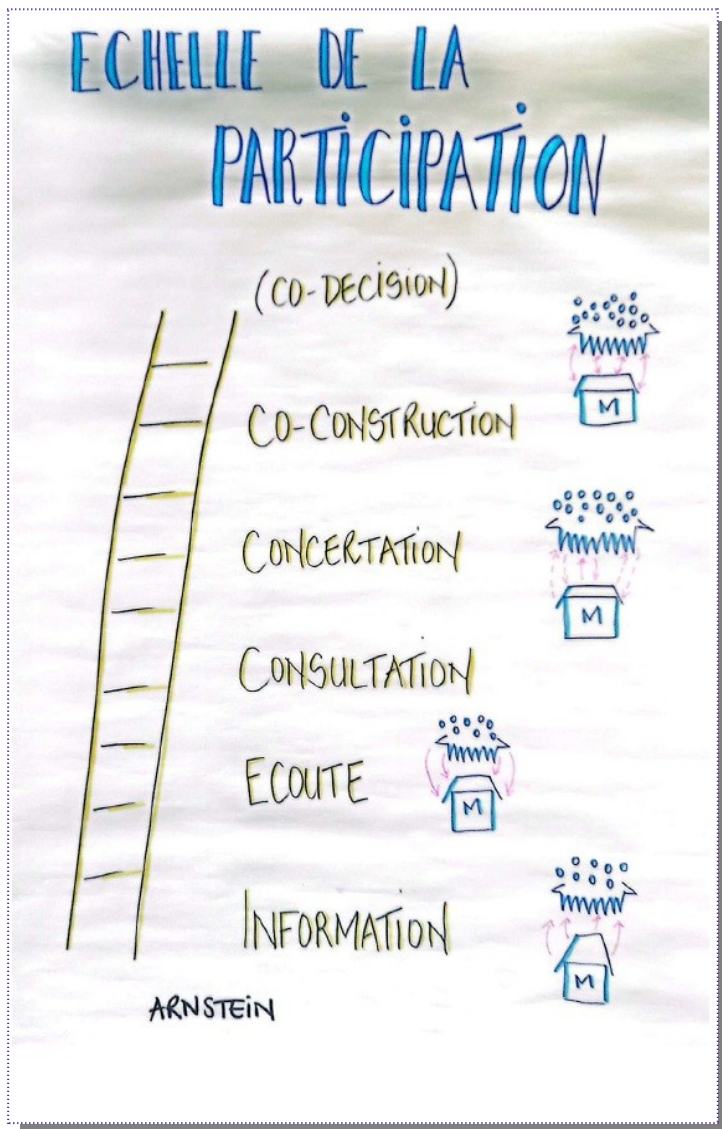 ECHELLE DE LA
PARTICIPATION
(CO-DECISION)
M
CO-CONSTRUCTION
CONCERTATION
M
CONSULTATION
ECOUTE
M
INFORMATION
M
ARNSTEIN